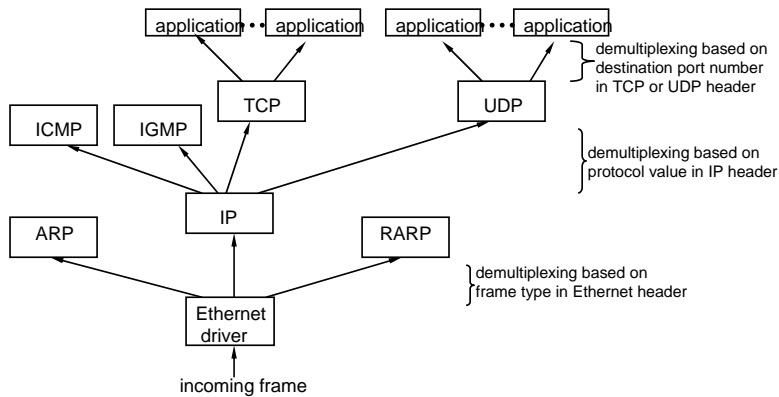 application
application
application
application
demultiplexing based on
destination port number
in TCP or UDP header
TCP
UDP
ICMP
IGMP
demultiplexing based on
protocol value in IP header
IP
ARP
RARP
demultiplexing based on
frame type in Ethernet header
Ethernet
driver
incoming frame